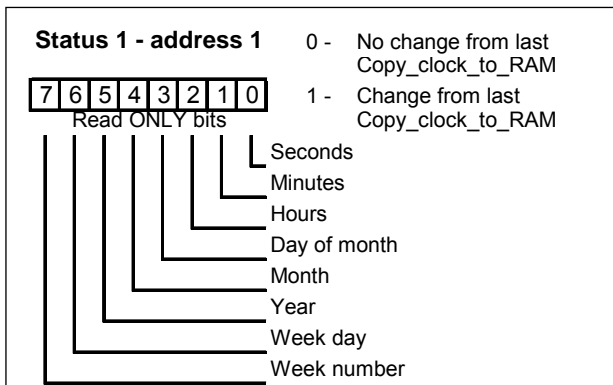 Status 1 - address 1
0 - No change from last
Copy_clock_to_RAM
7 6 5 4 3 2 1 0
1 - Change from last
Copy_clock_to_RAM
Read ONLY bits
Seconds
Minutes
Hours
Day of month
Month
Year
Week day
Week number